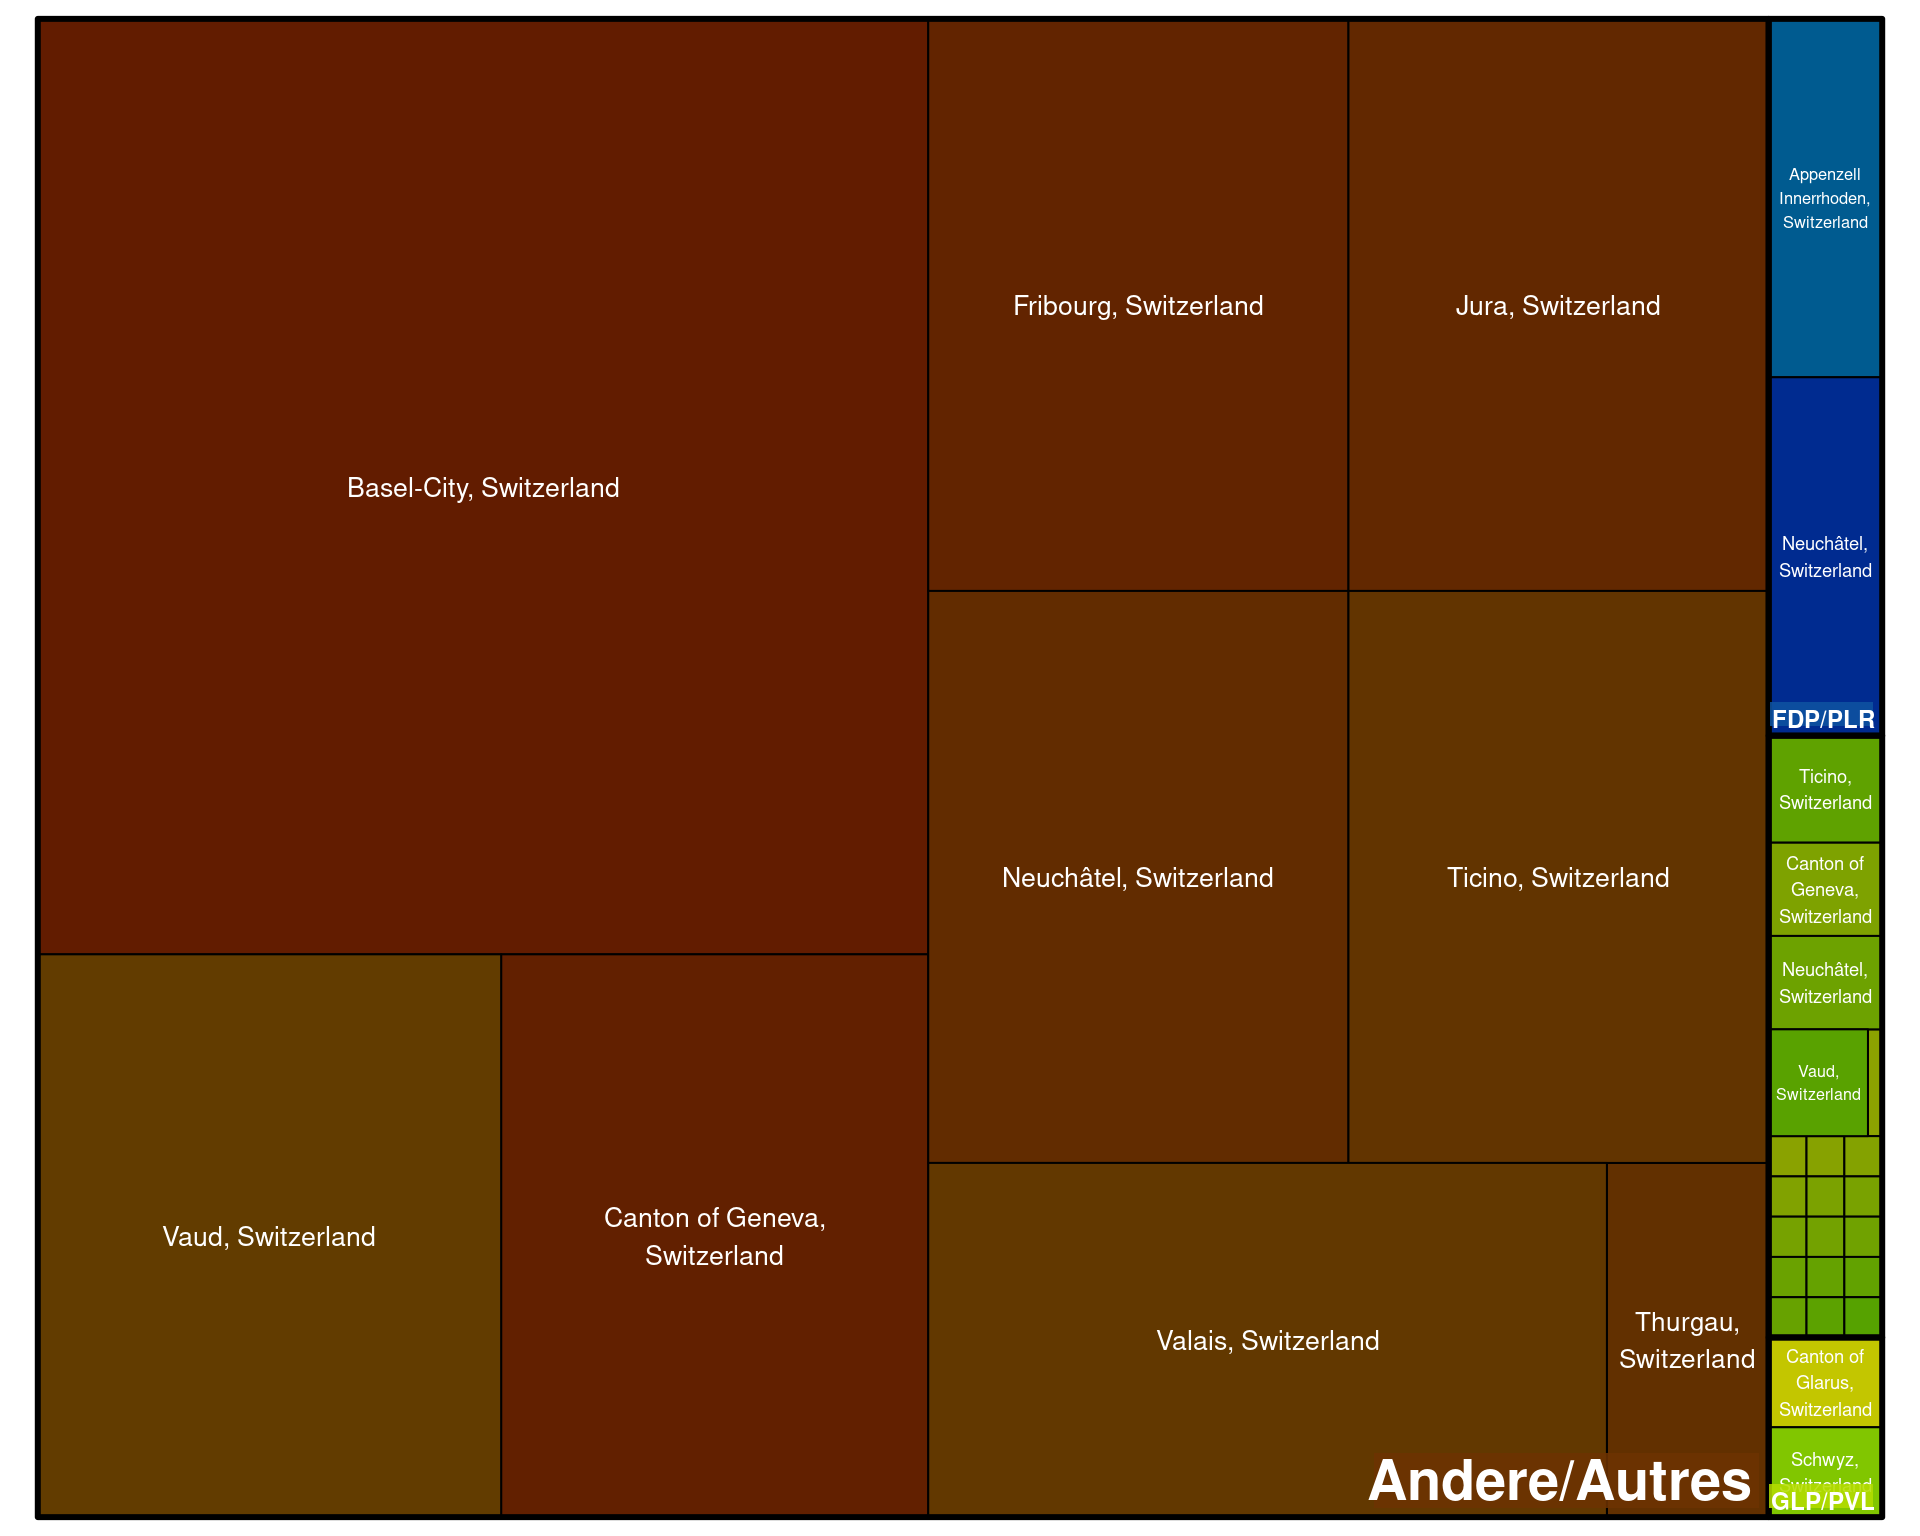 Basel-City, Switzerland
Fribourg, Switzerland
Jura, Switzerland
Neuchâtel, Switzerland
Ticino, Switzerland
Vaud, Switzerland
Canton of Geneva,
Switzerland
Valais, Switzerland
Thurgau,
Switzerland
Andere/Autres
Appenzell
Innerrhoden,
Switzerland
Neuchâtel,
Switzerland
FDP/PLR
Ticino,
Switzerland
Canton of
Geneva,
Switzerland
Neuchâtel,
Switzerland
Vaud,
Switzerland
Canton of
Glarus,
Switzerland
Schwyz,
Switzerland
GLP/PVL